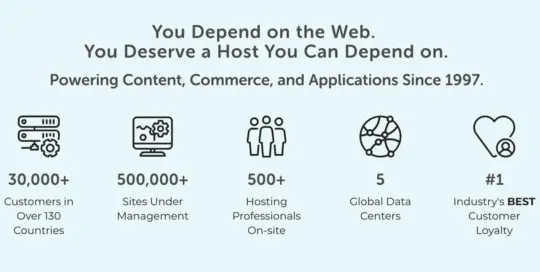 You Depend on the Web.
You Deserve a Host You Can Depend on.
Powering Content, Commerce, and Applications Since 1997.
30,000+
Customers in
Over 130
Countries
500,000+
Sites Under
Management
500+
Hosting
Professionals
On-site
5
Global Data
Centers
#1
Industry's BEST
Customer
Loyalty